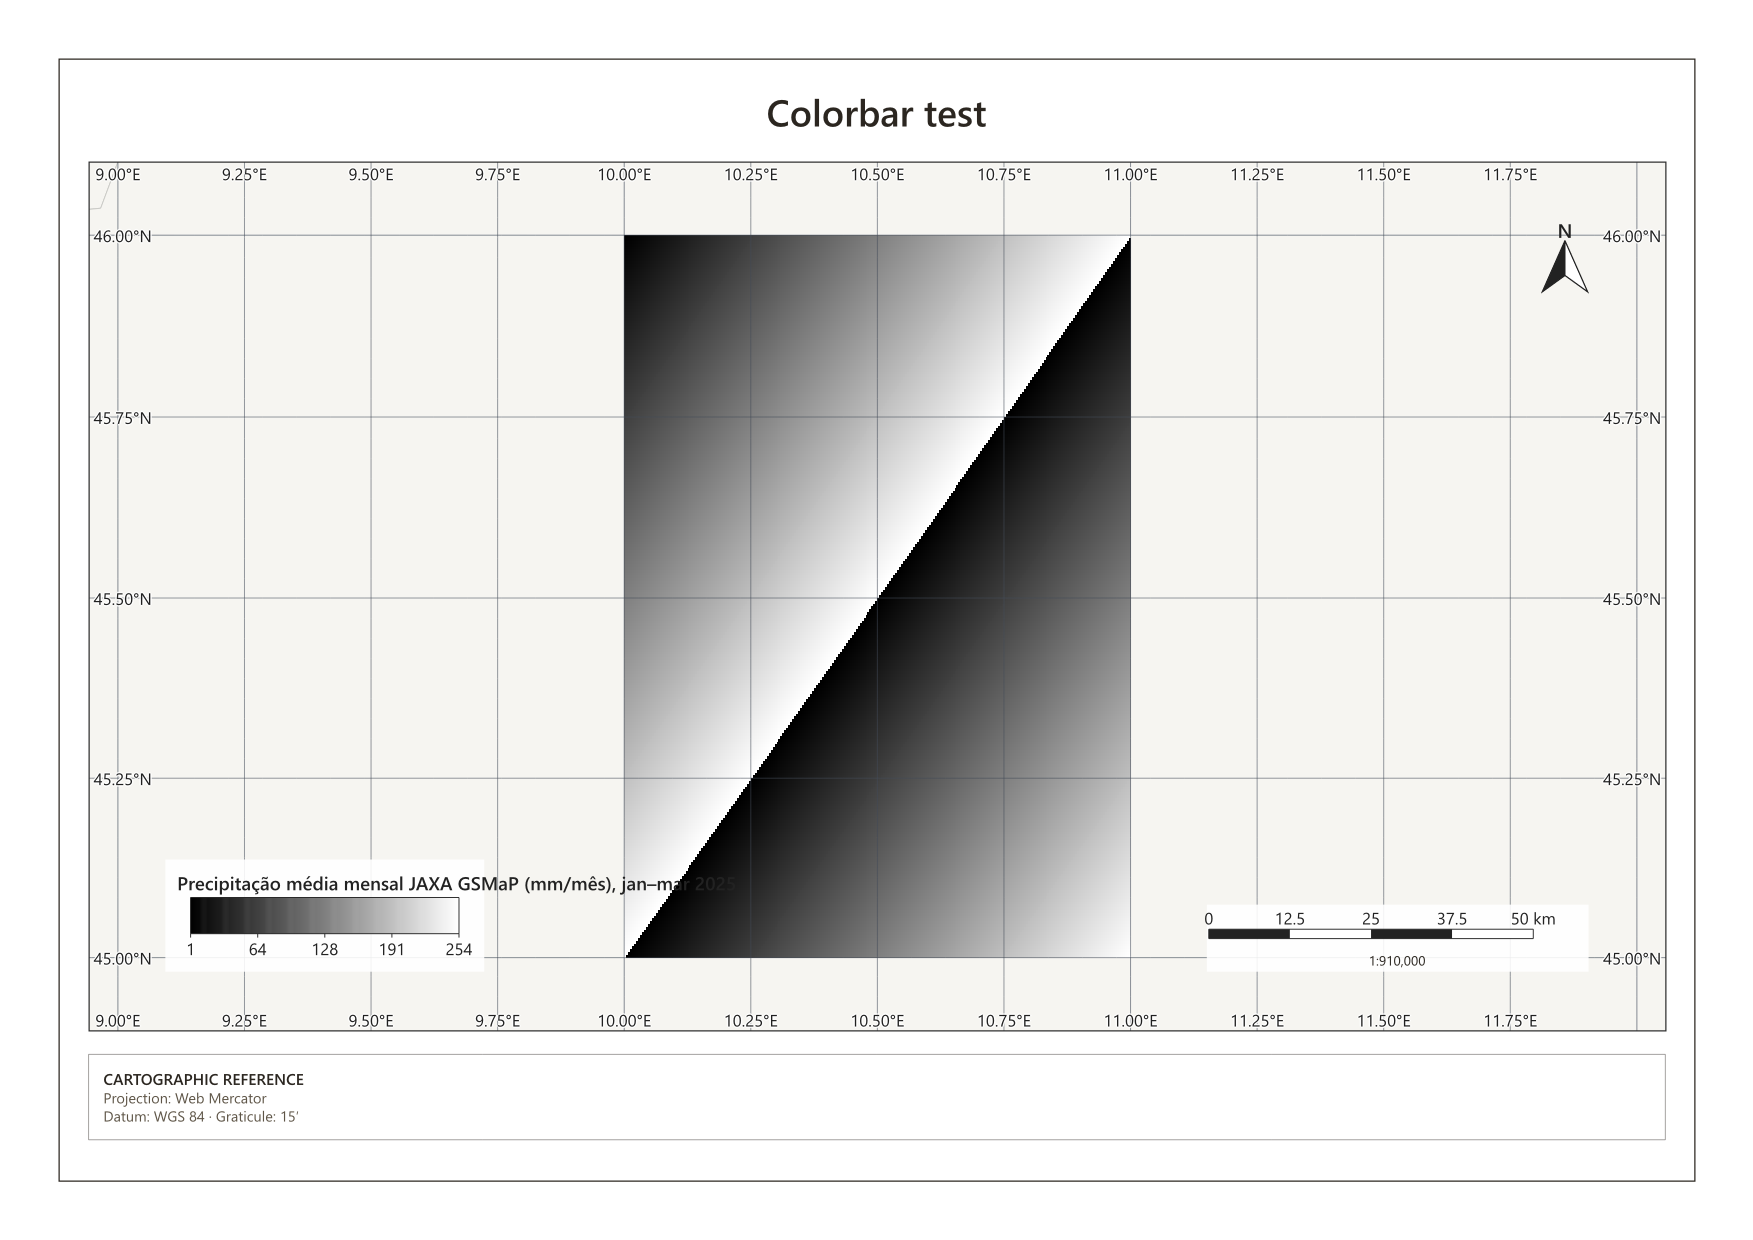 Colorbar test
9.00°E 9.25°E 9.50°E 9.75°E 10.00°E 10.25°E 10.50°E 10.75°E 11.00°E 11.25°E 11.50°E 11.75°E
N
46.00°N 46.00°N
45.75°N 45.75°N
45.50°N 45.50°N
45.25°N 45.25°N
Precipitação média mensal JAXA GSMaP (mm/mês), jan–mar 2025
1 64 128 191 254
0 12.5 25 37.5 50 km
1:910,000
45.00°N 45.00°N
9.00°E 9.25°E 9.50°E 9.75°E 10.00°E 10.25°E 10.50°E 10.75°E 11.00°E 11.25°E 11.50°E 11.75°E
CARTOGRAPHIC REFERENCE
Projection: Web Mercator
Datum: WGS 84 · Graticule: 15′